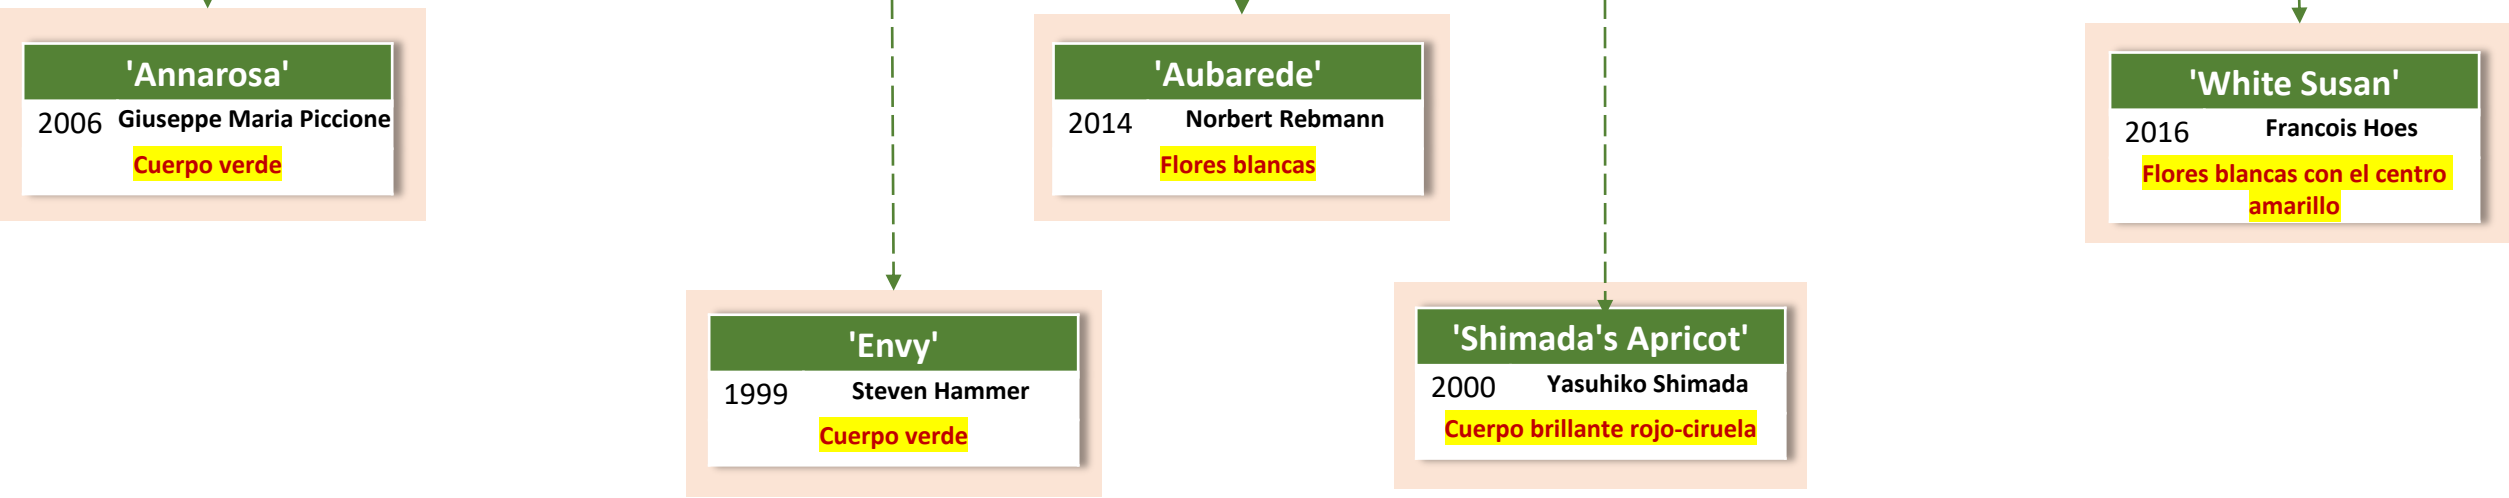 'Annarosa'
2006 Giuseppe Maria Piccione
Cuerpo verde
'Aubarede'
2014 Norbert Rebmann
Flores blancas
'White Susan'
2016 Francois Hoes
Flores blancas con el centro
amarillo
'Envy'
1999 Steven Hammer
Cuerpo verde
'Shimada's Apricot'
2000 Yasuhiko Shimada
Cuerpo brillante rojo-ciruela